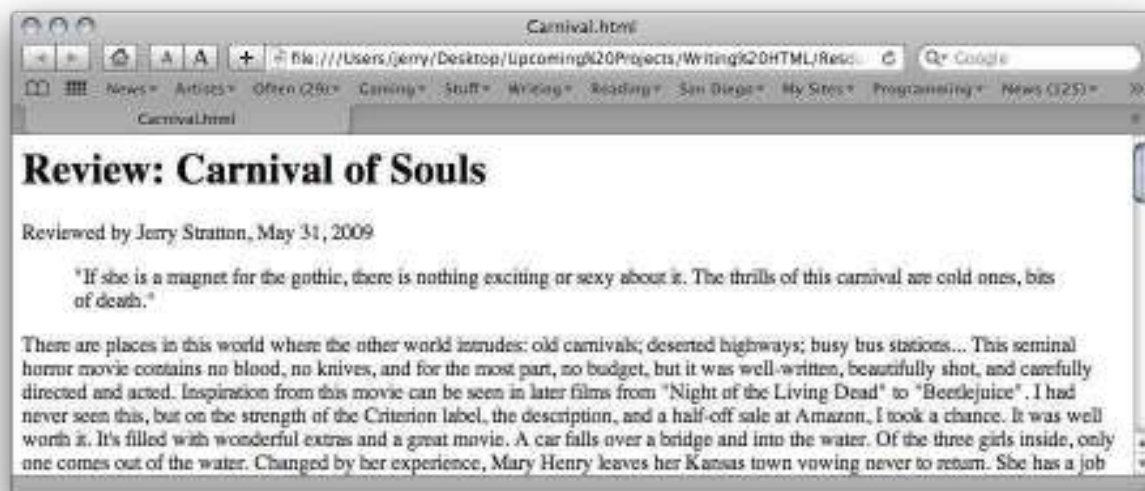 Carnival.html
A A + file:///Users/jerry/Desktop/Upcoming%20Projects/Writing%20HTML/Reso Google
News Artists Often (29) Gaming Stuff Writing Reading San Diego My Sites Programming News (125)
Carnival.html
Review: Carnival of Souls
Reviewed by Jerry Stratton, May 31, 2009
"If she is a magnet for the gothic, there is nothing exciting or sexy about it. The thrills of this carnival are cold ones, bits
of death."
There are places in this world where the other world intrudes: old carnivals; deserted highways; busy bus stations... This seminal
horror movie contains no blood, no knives, and for the most part, no budget, but it was well-written, beautifully shot, and carefully
directed and acted. Inspiration from this movie can be seen in later films from "Night of the Living Dead" to "Beetlejuice". I had
never seen this, but on the strength of the Criterion label, the description, and a half-off sale at Amazon, I took a chance. It was well
worth it. It's filled with wonderful extras and a great movie. A car falls over a bridge and into the water. Of the three girls inside, only
one comes out of the water. Changed by her experience, Mary Henry leaves her Kansas town vowing never to return. She has a job